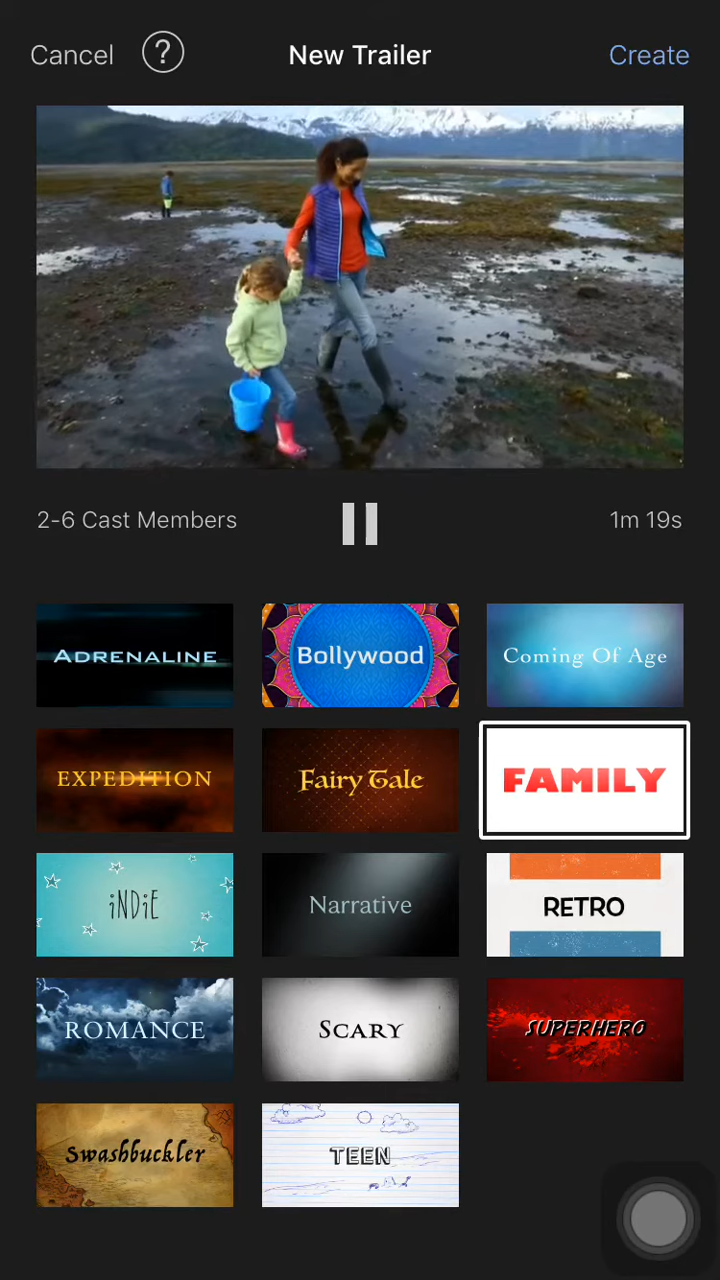 Cancel ? New Trailer Create
2-6 Cast Members 1m 19s
ADRENALINE Bollywood Coming Of Age
EXPEDITION Fairy Tale FAMILY
iNDiE Narrative RETRO
ROMANCE SCARY SUPERHERO
Swashbuckler TEEN